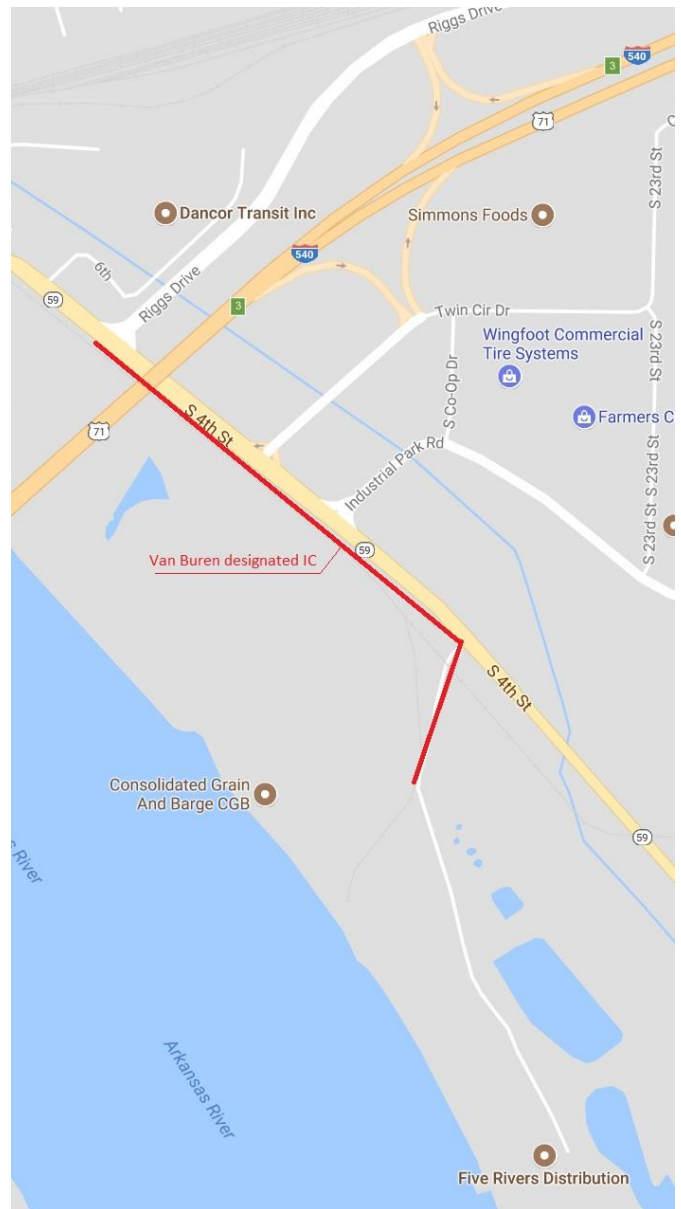 Riggs Drive
3
540
71
S 23rd St
Dancor Transit Inc
Simmons Foods
540
6th
59
Riggs Drive
3
Twin Cir Dr
S 23rd St
Wingfoot Commercial
Tire Systems
S Co-Op Dr
Farmers C
S 4th St
71
Industrial Park Rd
S 23rd St
S 23rd St
59
Van Buren designated IC
S 4th St
Consolidated Grain
And Barge CGB
59
s River
Arkansas River
Five Rivers Distribution